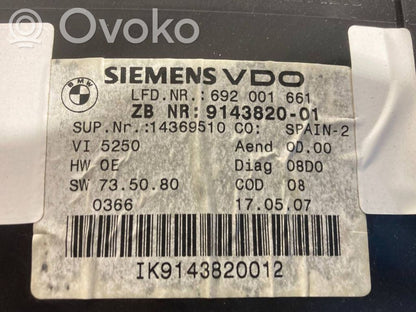 Ovoko
BMW
SIEMENS VDO
LFD.NR.: 692 001 661
ZB NR: 9143820-01
SUP.Nr.:14369510 CO: SPAIN-2
VI 5250 Aend 0D.00
HW 0E Diag 08D0
SW 73.50.80 COD 08
0366 17.05.07
IK9143820012